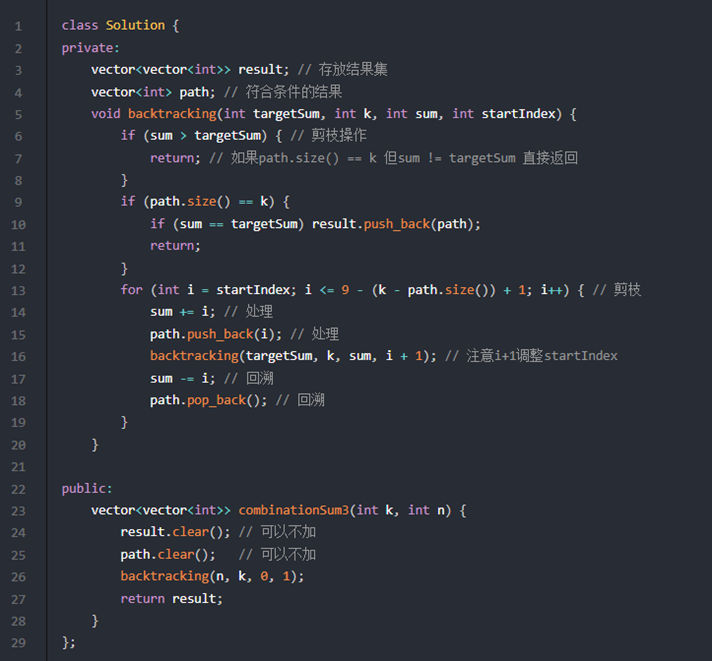 1 class Solution {
2 private:
3     vector<vector<int>> result; // 存放结果集
4     vector<int> path; // 符合条件的结果
5     void backtracking(int targetSum, int k, int sum, int startIndex) {
6         if (sum > targetSum) { // 剪枝操作
7             return; // 如果path.size() == k 但sum != targetSum 直接返回
8         }
9         if (path.size() == k) {
10             if (sum == targetSum) result.push_back(path);
11             return;
12         }
13         for (int i = startIndex; i <= 9 - (k - path.size()) + 1; i++) { // 剪枝
14             sum += i; // 处理
15             path.push_back(i); // 处理
16             backtracking(targetSum, k, sum, i + 1); // 注意i+1调整startIndex
17             sum -= i; // 回溯
18             path.pop_back(); // 回溯
19         }
20     }
21
22 public:
23     vector<vector<int>> combinationSum3(int k, int n) {
24         result.clear(); // 可以不加
25         path.clear();   // 可以不加
26         backtracking(n, k, 0, 1);
27         return result;
28     }
29 };